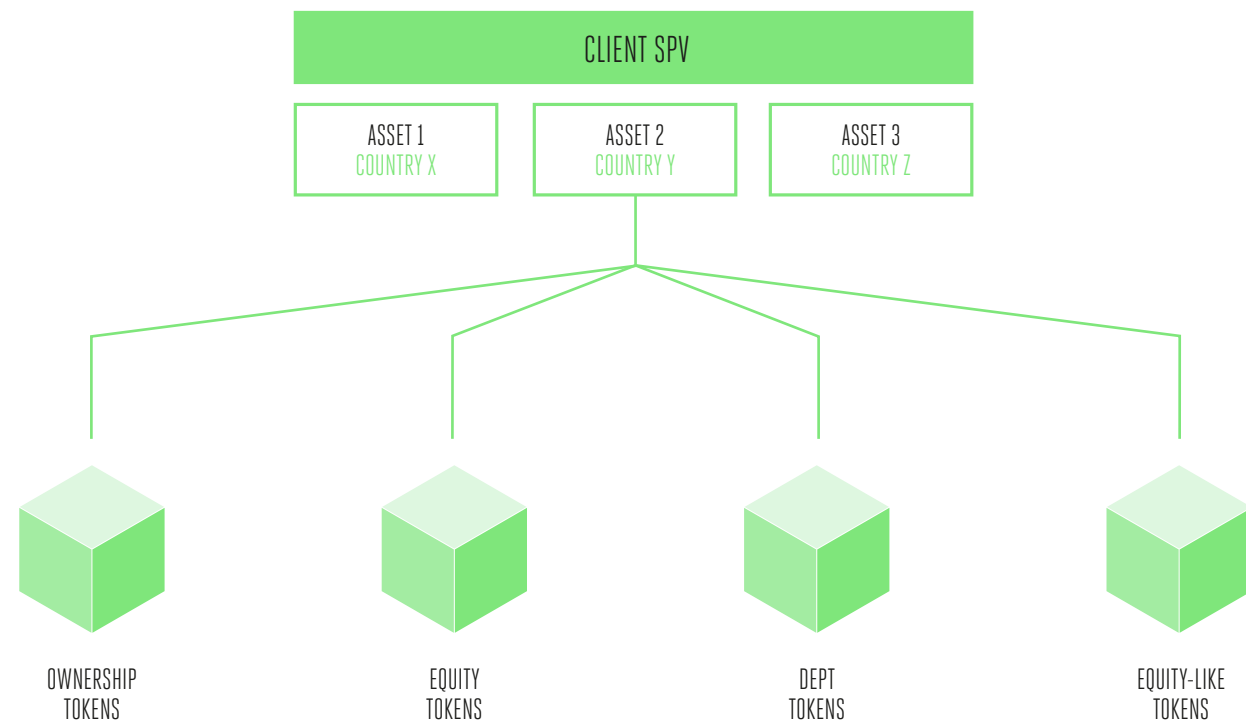 CLIENT SPV
ASSET 1
COUNTRY X
ASSET 2
COUNTRY Y
ASSET 3
COUNTRY Z
OWNERSHIP
TOKENS
EQUITY
TOKENS
DEPT
TOKENS
EQUITY-LIKE
TOKENS